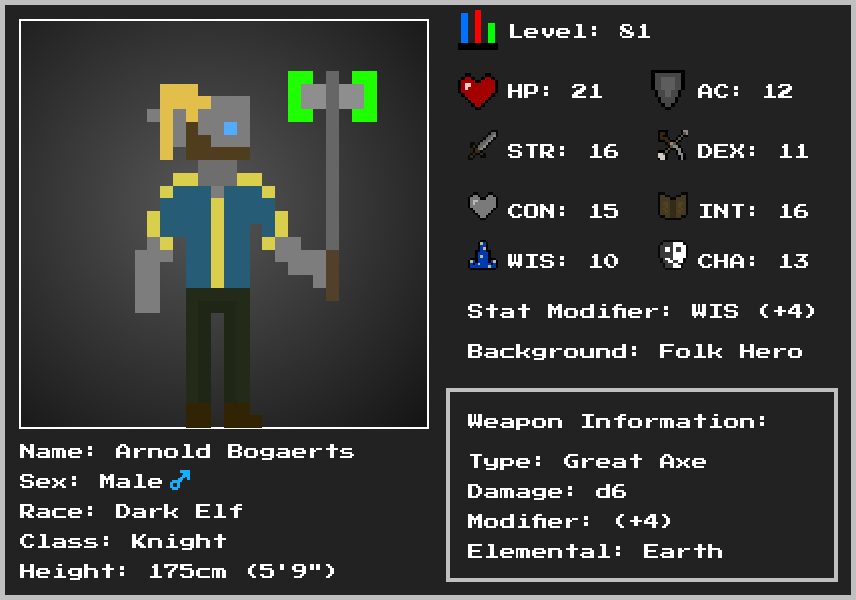 Level: 81
HP: 21
AC: 12
STR: 16
DEX: 11
CON: 15
INT: 16
WIS: 10
CHA: 13
Stat Modifier: WIS (+4)
Background: Folk Hero
Weapon Information:
Type: Great Axe
Damage: d6
Modifier: (+4)
Elemental: Earth
Name: Arnold Bogaerts
Sex: Male♂
Race: Dark Elf
Class: Knight
Height: 175cm (5'9")